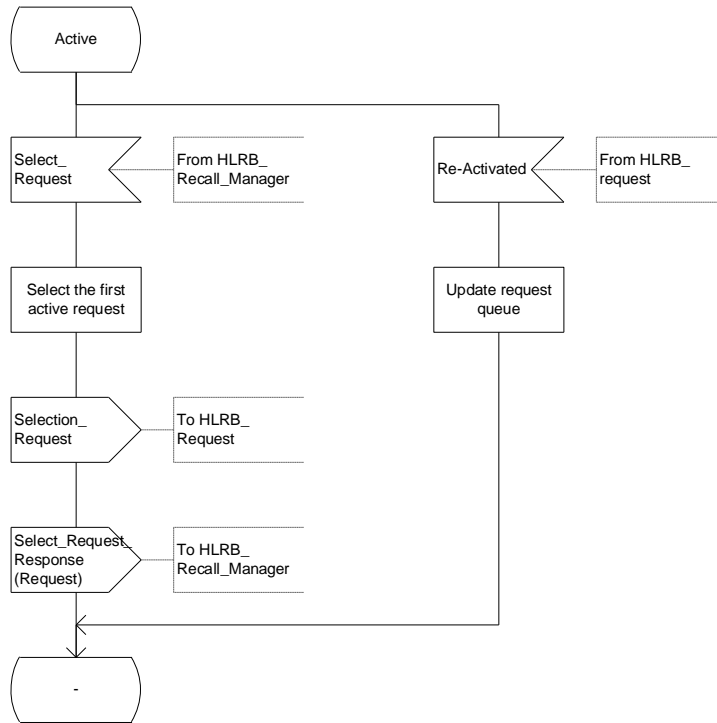 Active
Select_
Request
From HLRB_
Recall_Manager
Re-Activated
From HLRB_
request
Select the first
active request
Update request
queue
Selection_
Request
To HLRB_
Request
Select_Request_
Response
(Request)
To HLRB_
Recall_Manager
-